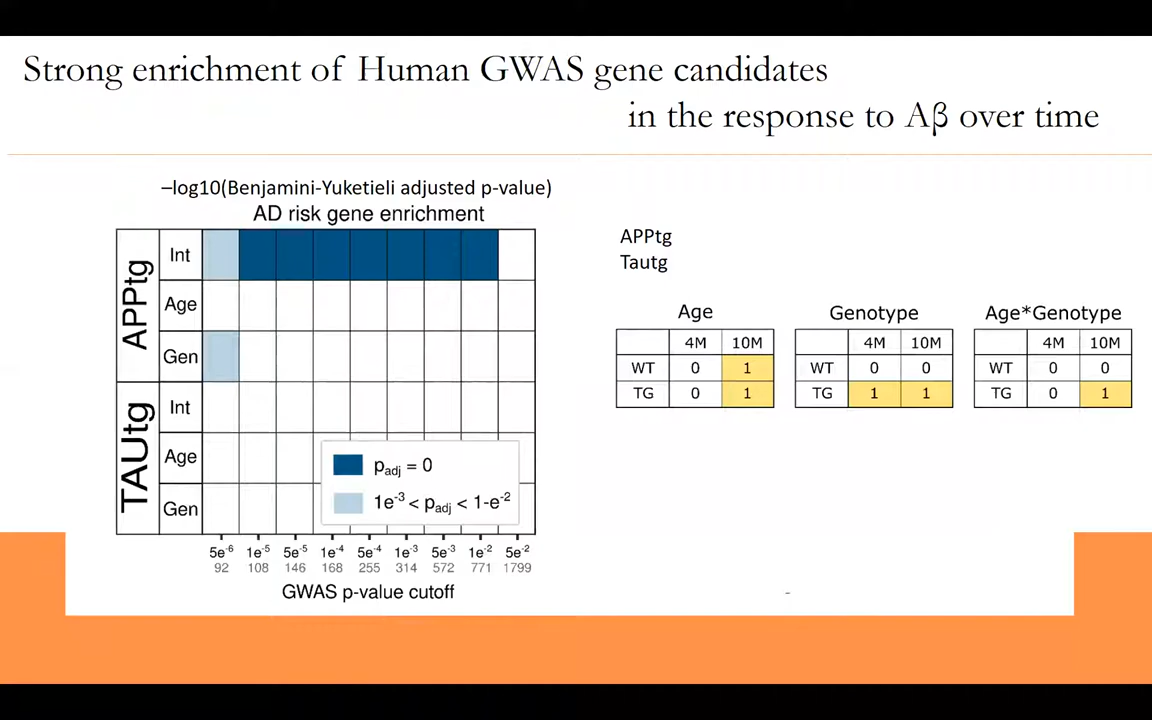 Strong enrichment of Human GWAS gene candidates
in the response to Aβ over time
–log10(Benjamini-Yuketieli adjusted p-value)
AD risk gene enrichment
APPtg
Int
Age
Gen
TAUtg
Int
Age
Gen
padj = 0
1e-3 < padj < 1-e-2
5e-6 1e-5 5e-5 1e-4 5e-4 1e-3 5e-3 1e-2 5e-2
92 108 146 168 255 314 572 771 1799
GWAS p-value cutoff
APPtg
Tautg
Age
4M 10M
WT 0 1
TG 0 1
Genotype
4M 10M
WT 0 0
TG 1 1
Age*Genotype
4M 10M
WT 0 0
TG 0 1
-